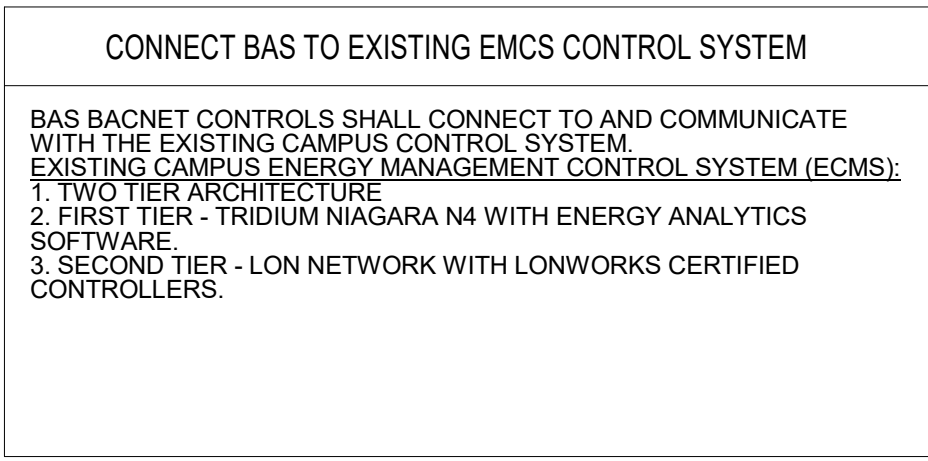 CONNECT BAS TO EXISTING EMCS CONTROL SYSTEM
BAS BACNET CONTROLS SHALL CONNECT TO AND COMMUNICATE
WITH THE EXISTING CAMPUS CONTROL SYSTEM.
EXISTING CAMPUS ENERGY MANAGEMENT CONTROL SYSTEM (ECMS):
1. TWO TIER ARCHITECTURE
2. FIRST TIER - TRIDIUM NIAGARA N4 WITH ENERGY ANALYTICS
SOFTWARE.
3. SECOND TIER - LON NETWORK WITH LONWORKS CERTIFIED
CONTROLLERS.